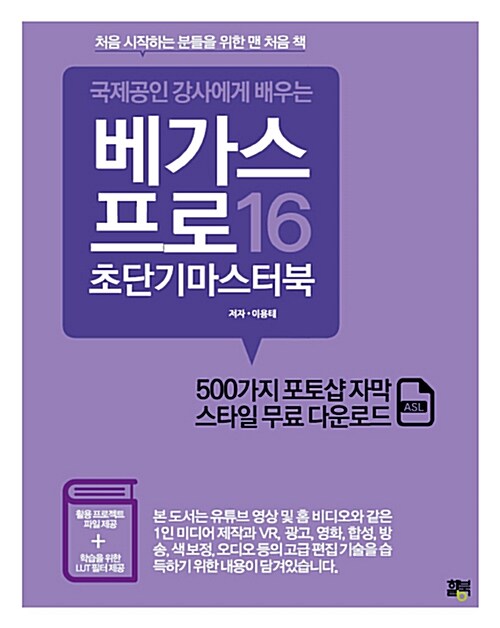 처음 시작하는 분들을 위한 맨 처음 책
국제공인 강사에게 배우는
베가스
프로16
초단기마스터북
저자 • 이용태
500가지 포토샵 자막
스타일 무료 다운로드
ASL
활용 프로젝트
파일 제공
+
학습을 위한
LUT 필터 제공
본 도서는 유튜브 영상 및 홈 비디오와 같은
1인 미디어 제작과 VR, 광고, 영화, 합성, 방
송, 색 보정, 오디오 등의 고급 편집 기술을 습
득하기 위한 내용이 담겨있습니다.
힐북